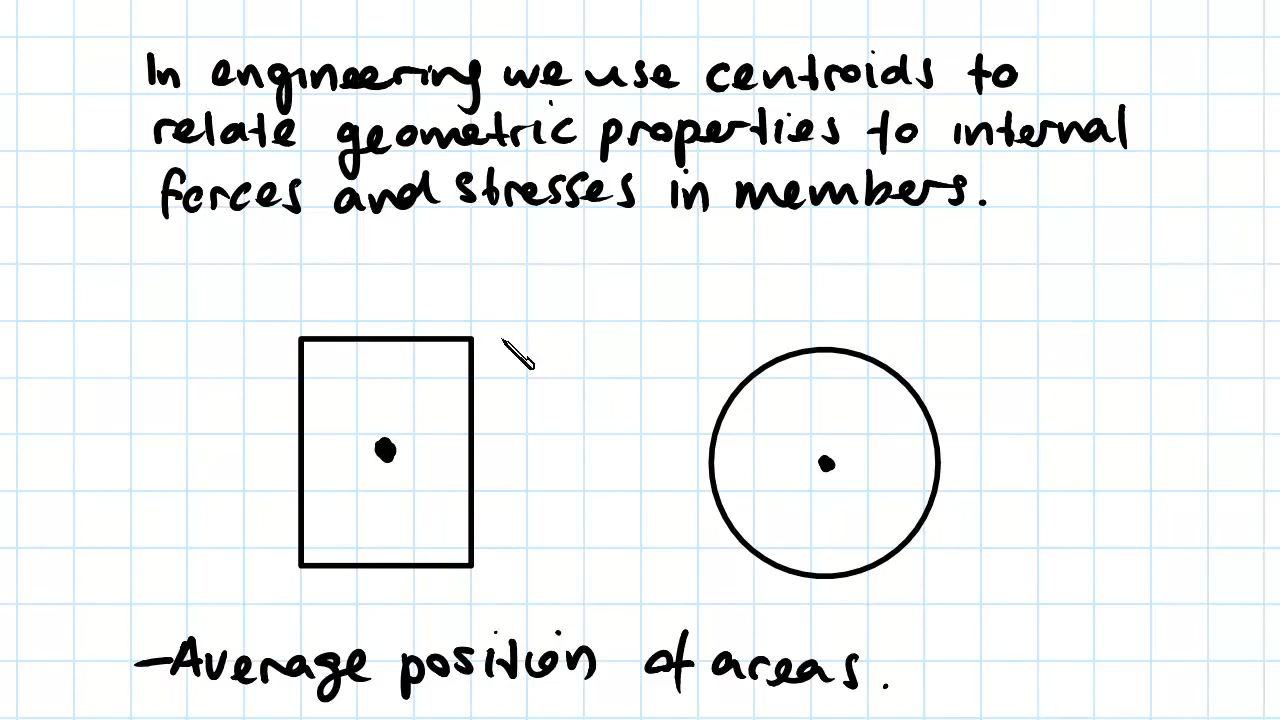 In engineering we use centroids to
relate geometric properties to internal
forces and stresses in members.
-Average position of areas.